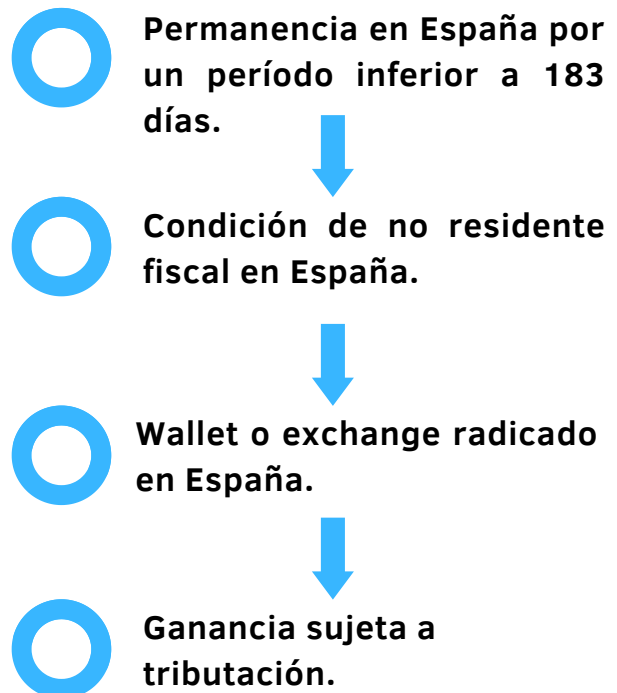 Permanencia en España por
un período inferior a 183
días.
Condición de no residente
fiscal en España.
Wallet o exchange radicado
en España.
Ganancia sujeta a
tributación.